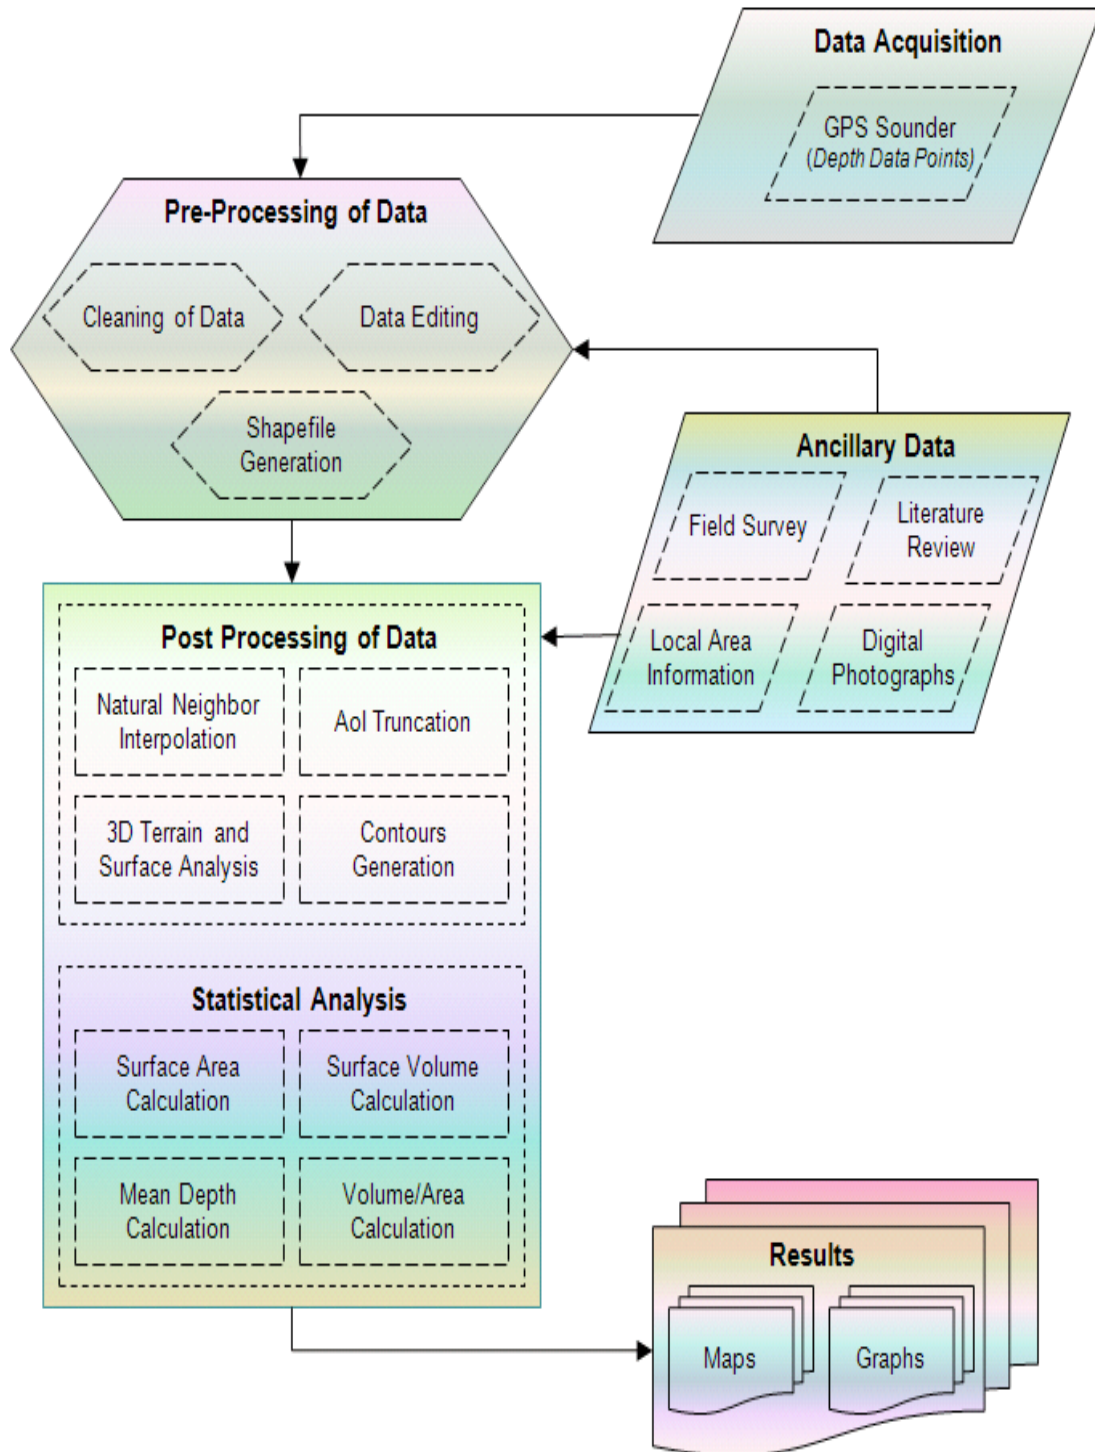 Data Acquisition
GPS Sounder
(Depth Data Points)
Pre-Processing of Data
Cleaning of Data
Data Editing
Shapefile
Generation
Ancillary Data
Field Survey
Literature
Review
Local Area
Information
Digital
Photographs
Post Processing of Data
Natural Neighbor
Interpolation
AoI Truncation
3D Terrain and
Surface Analysis
Contours
Generation
Statistical Analysis
Surface Area
Calculation
Surface Volume
Calculation
Mean Depth
Calculation
Volume/Area
Calculation
Results
Maps
Graphs